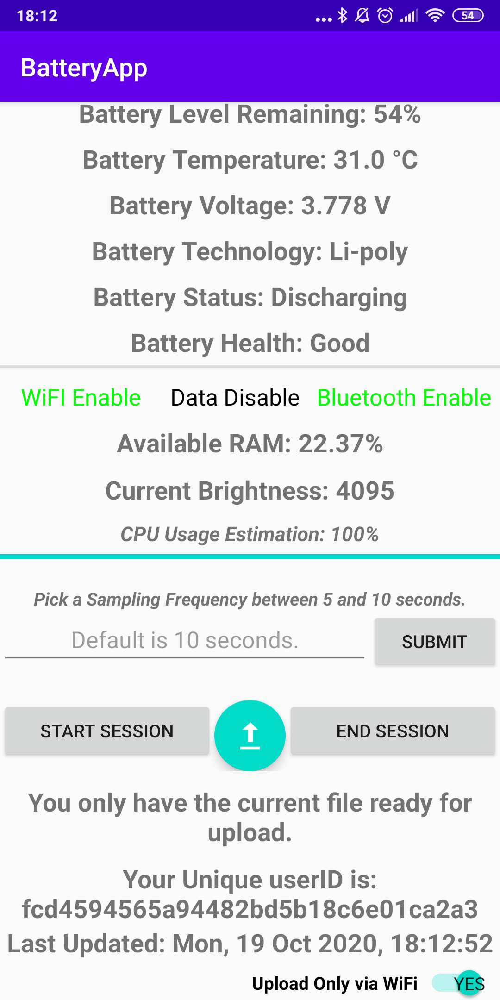 18:12
54
BatteryApp
Battery Level Remaining: 54%
Battery Temperature: 31.0 °C
Battery Voltage: 3.778 V
Battery Technology: Li-poly
Battery Status: Discharging
Battery Health: Good
WiFI Enable Data Disable Bluetooth Enable
Available RAM: 22.37%
Current Brightness: 4095
CPU Usage Estimation: 100%
Pick a Sampling Frequency between 5 and 10 seconds.
Default is 10 seconds. SUBMIT
START SESSION END SESSION
You only have the current file ready for
upload.
Your Unique userID is:
fcd4594565a94482bd5b18c6e01ca2a3
Last Updated: Mon, 19 Oct 2020, 18:12:52
Upload Only via WiFi YES